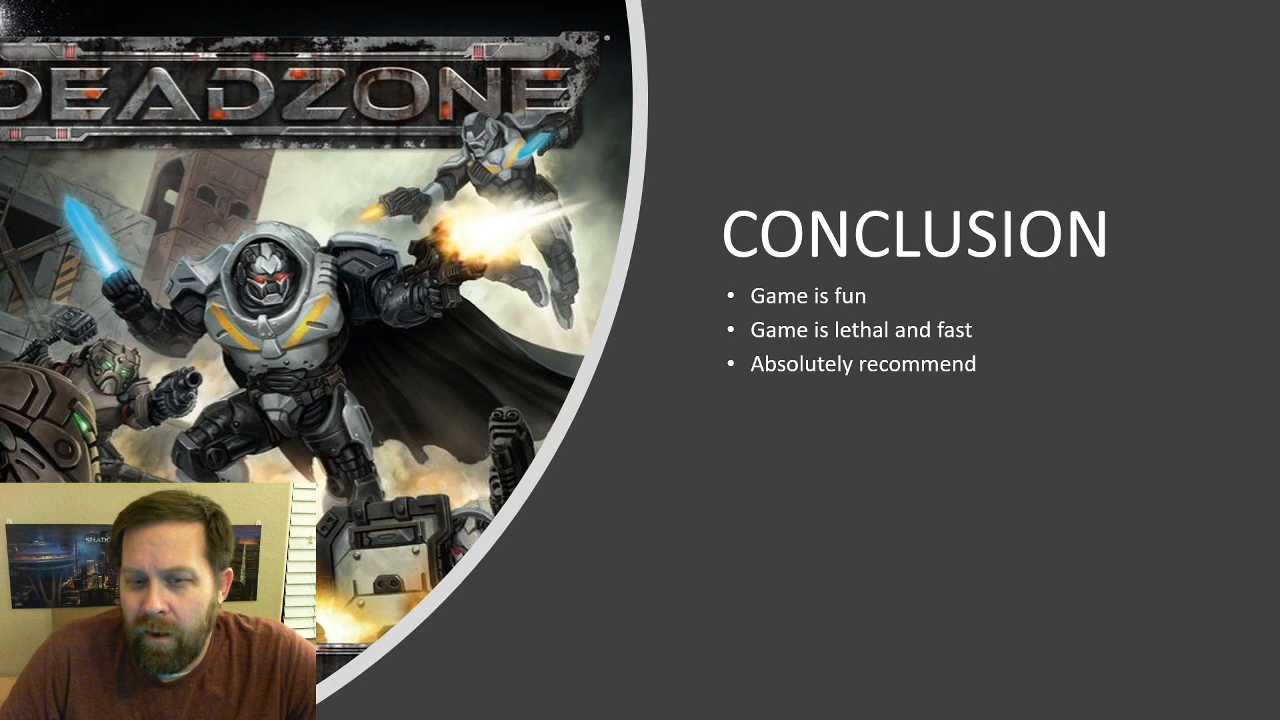 DEADZONE
CONCLUSION
• Game is fun
• Game is lethal and fast
• Absolutely recommend